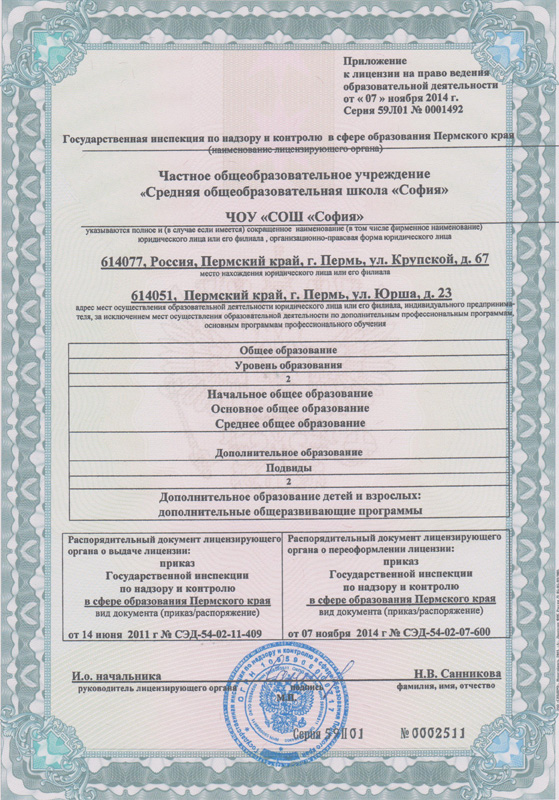 Приложение
к лицензии на право ведения
образовательной деятельности
от « 07 » ноября 2014 г.
Серия 59Л01 № 0001492
Государственная инспекция по надзору и контролю в сфере образования Пермского края
(наименование лицензирующего органа)
Частное общеобразовательное учреждение
«Средняя общеобразовательная школа «София»
ЧОУ «СОШ «София»
указываются полное и (в случае если имеется) сокращенное наименование (в том числе фирменное наименование)
юридического лица или его филиала , организационно-правовая форма юридического лица
614077, Россия, Пермский край, г. Пермь, ул. Крупской, д. 67
место нахождения юридического лица или его филиала
614051, Пермский край, г. Пермь, ул. Юрша, д. 23
адрес мест осуществления образовательной деятельности юридического лица или его филиала, индивидуального предпринима-
теля, за исключением мест осуществления образовательной деятельности по дополнительным профессиональным программам,
основным программам профессионального обучения
Общее образование
Уровень образования
2
Начальное общее образование
Основное общее образование
Среднее общее образование
Дополнительное образование
Подвиды
2
Дополнительное образование детей и взрослых:
дополнительные общеразвивающие программы
Распорядительный документ лицензирующего
органа о выдаче лицензии:
приказ
Государственной инспекции
по надзору и контролю
в сфере образования Пермского края
вид документа (приказ/распоряжение)
от 14 июня 2011 г № СЭД-54-02-11-409
Распорядительный документ лицензирующего
органа о переоформлении лицензии:
приказ
Государственной инспекции
по надзору и контролю
в сфере образования Пермского края
вид документа (приказ/распоряжение)
от 07 ноября 2014 г № СЭД-54-02-07-600
И.о. начальника
Н.В. Санникова
руководитель лицензирующего органа
подпись
фамилия, имя, отчество
М.П.
Серия 59Л01 № 0002511